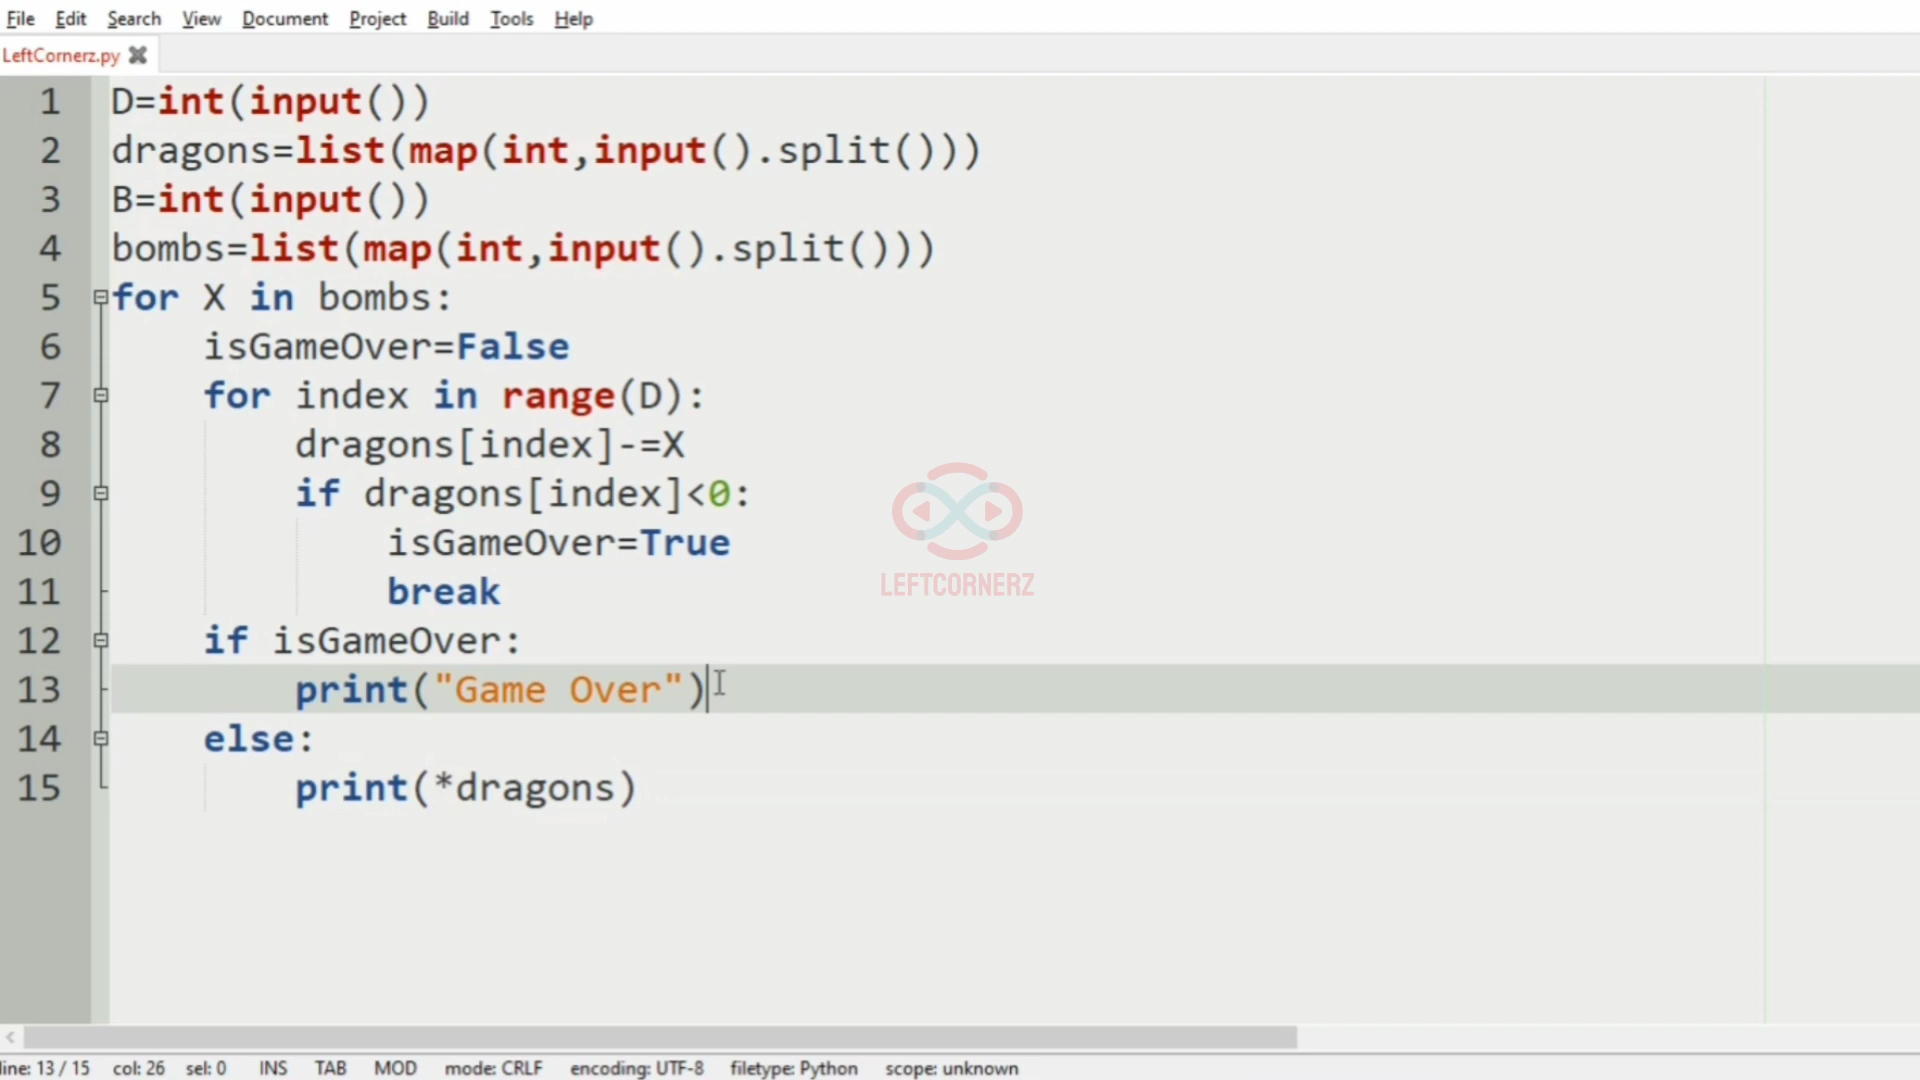 File Edit Search View Document Project Build Tools Help
LeftCornerz.py
1 D=int(input())
2 dragons=list(map(int,input().split()))
3 B=int(input())
4 bombs=list(map(int,input().split()))
5 for X in bombs:
6     isGameOver=False
7     for index in range(D):
8         dragons[index]-=X
9         if dragons[index]<0:
10             isGameOver=True
11             break
12     if isGameOver:
13         print("Game Over")
14     else:
15         print(*dragons)
LEFTCORNERZ
line: 13 / 15 col: 26 sel: 0 INS TAB MOD mode: CRLF encoding: UTF-8 filetype: Python scope: unknown